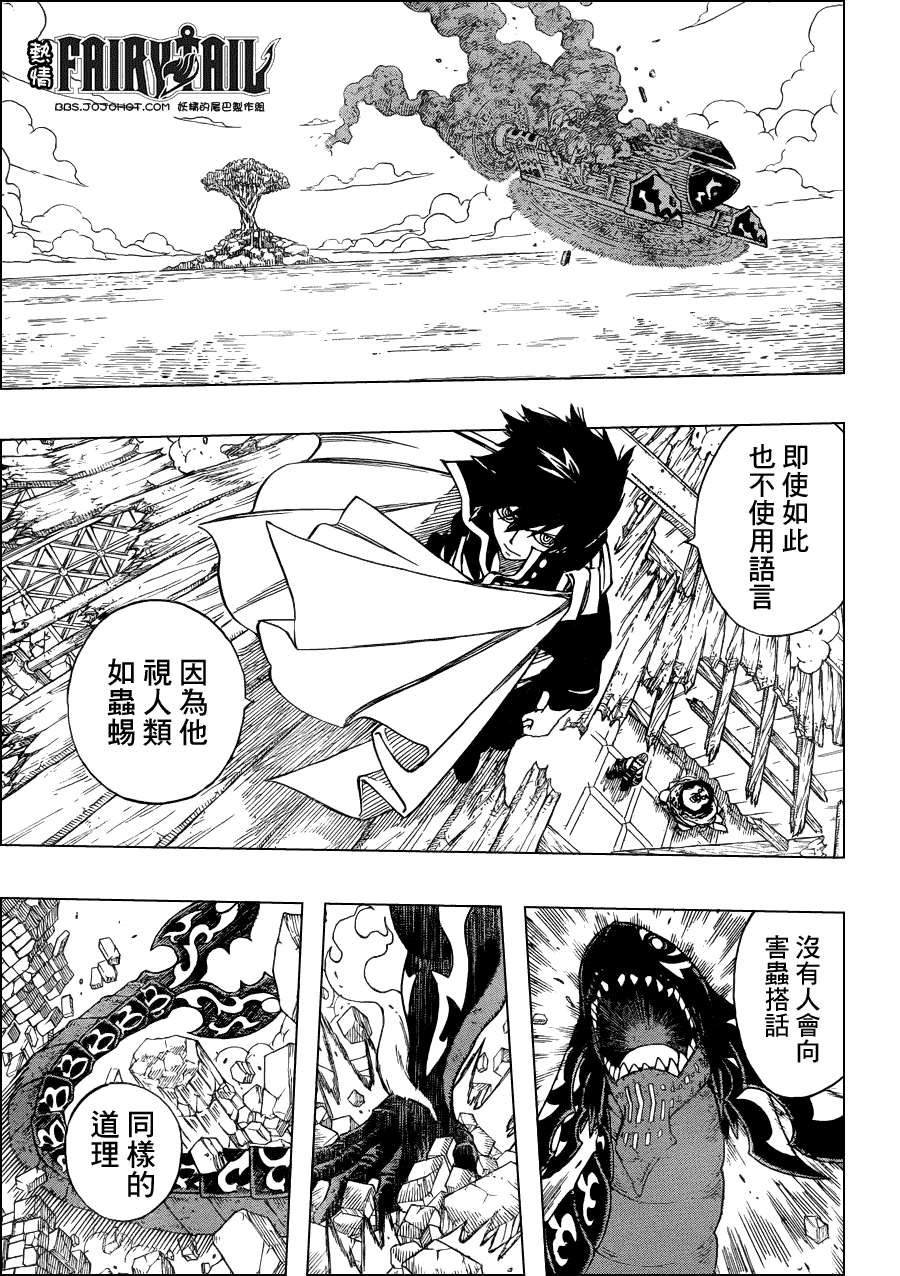 熱情
FAIRY TAIL
BBS.JOJOHOT.COM 妖精的尾巴製作組
即使如此
也不使用語言
因為他
視人類
如蟲蜴
沒有人會向
害蟲搭話
同樣的
道理